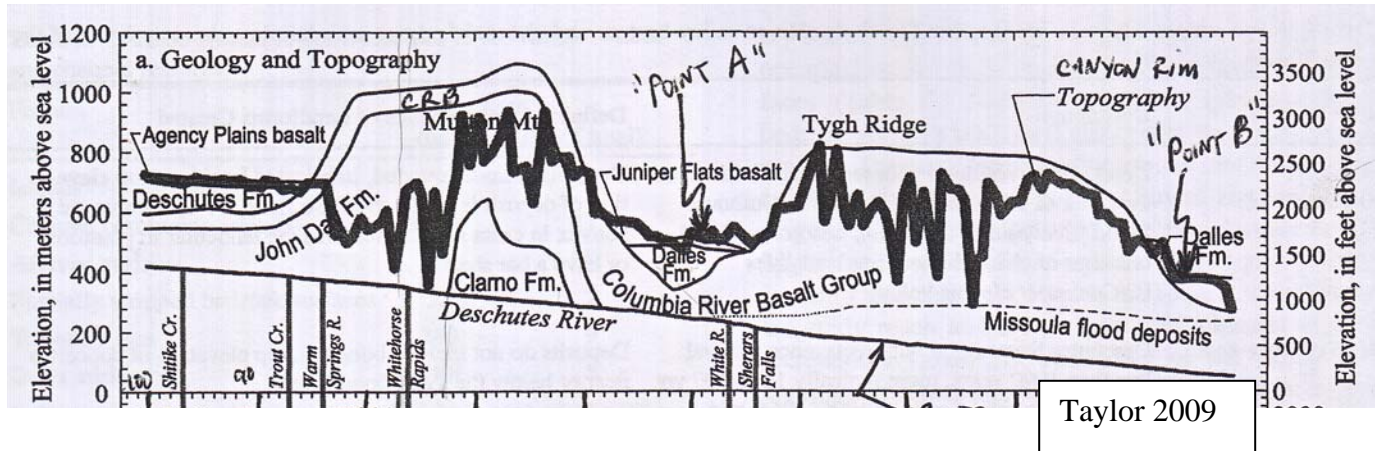 1200
1000
800
600
400
200
0
Elevation, in meters above sea level
a. Geology and Topography
CRB
Agency Plains basalt
Deschutes Fm.
John Day Fm.
Clarno Fm.
Deschutes River
Juniper Flats basalt
"POINT A"
Dalles
Fm.
Columbia River Basalt Group
Tygh Ridge
CANYON RIM
Topography
"POINT B"
Dalles
Fm.
Missoula flood deposits
Shitike Cr.
Trout Cr.
Warm
Springs R.
Whitehorse
Rapids
White R.
Sherars
Falls
3500
3000
2500
2000
1500
1000
500
0
Elevation, in feet above sea level
Taylor 2009